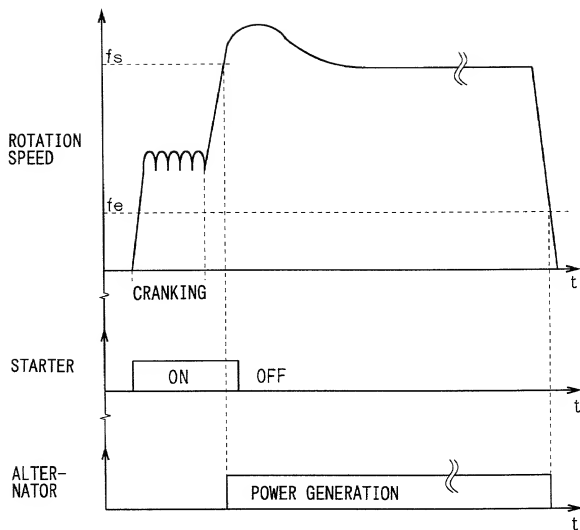 fs
ROTATION
SPEED
fe
t
CRANKING
STARTER
ON
OFF
t
ALTER-
NATOR
POWER GENERATION
t